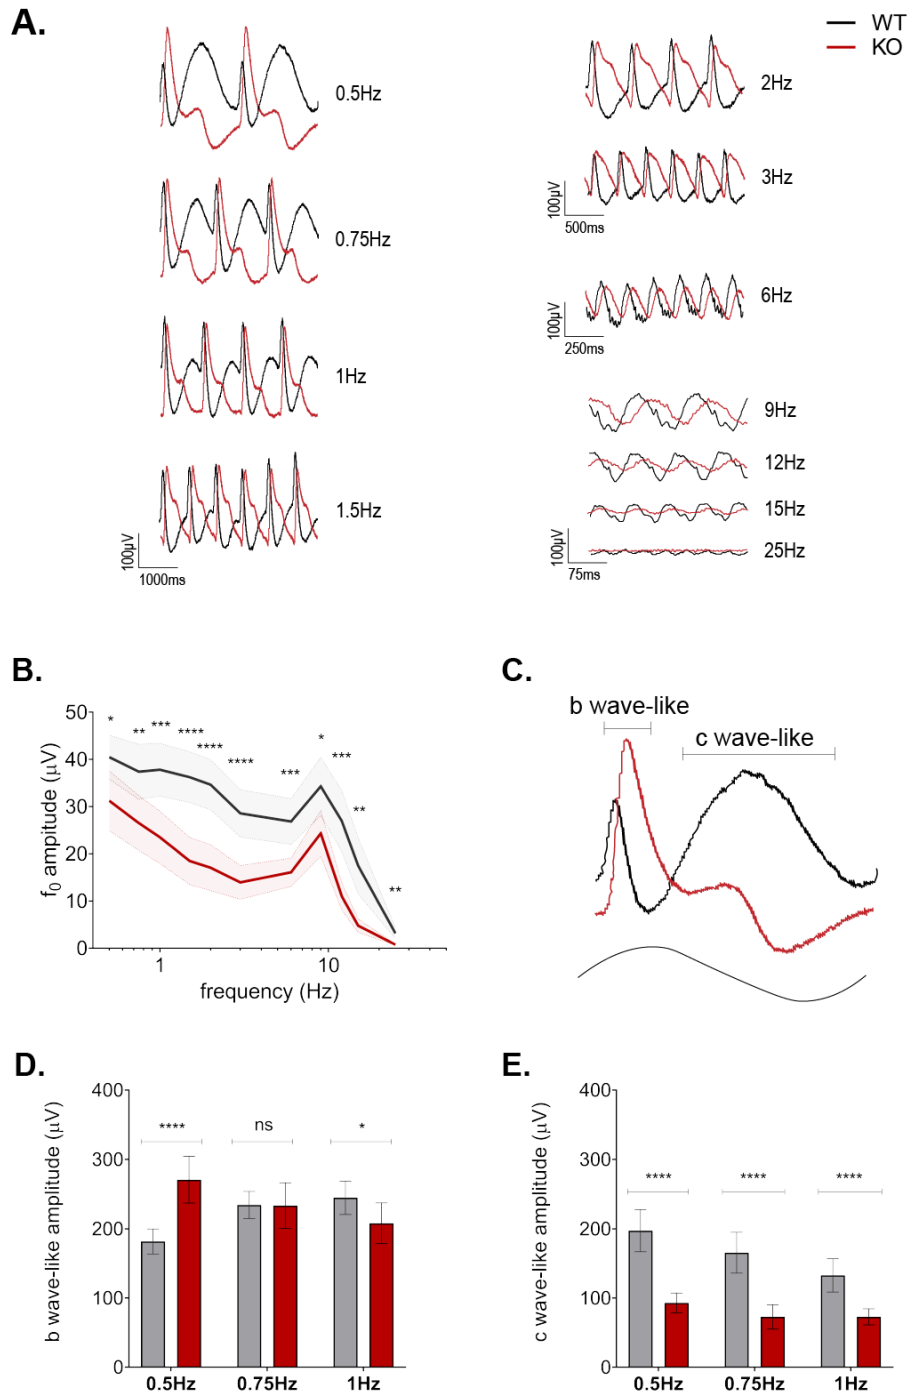 A.
WT
KO
0.5Hz
0.75Hz
1Hz
1.5Hz
100µV
1000ms
2Hz
3Hz
100µV
500ms
6Hz
100µV
250ms
9Hz
12Hz
15Hz
25Hz
100µV
75ms
B.
f0 ampitude (µV)
50
40
30
20
10
0
* ** *** **** **** **** *** * *** ** **
1 10
frequency (Hz)
C.
b wave-like
c wave-like
D.
b wave-like amplitude (µV)
400
300
200
100
0
**** ns *
0.5Hz 0.75Hz 1Hz
E.
c wave-like amplitude (µV)
400
300
200
100
0
**** **** ****
0.5Hz 0.75Hz 1Hz